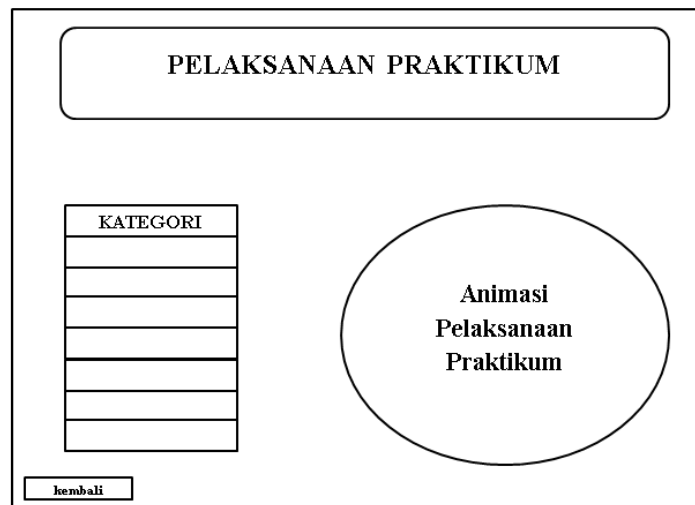 PELAKSANAAN PRAKTIKUM
KATEGORI
Animasi
Pelaksanaan
Praktikum
kembali